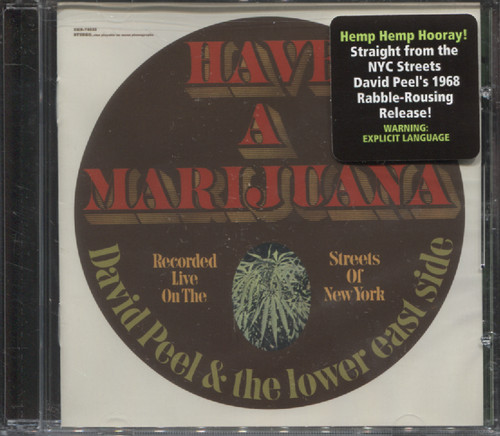 Hemp Hemp Hooray!
Straight from the
NYC Streets
David Peel's 1968
Rabble-Rousing
Release!
WARNING:
EXPLICIT LANGUAGE
HAVE
A
MARIJUANA
Recorded
Live
On The
Streets
Of
New York
David Peel & the lower east side